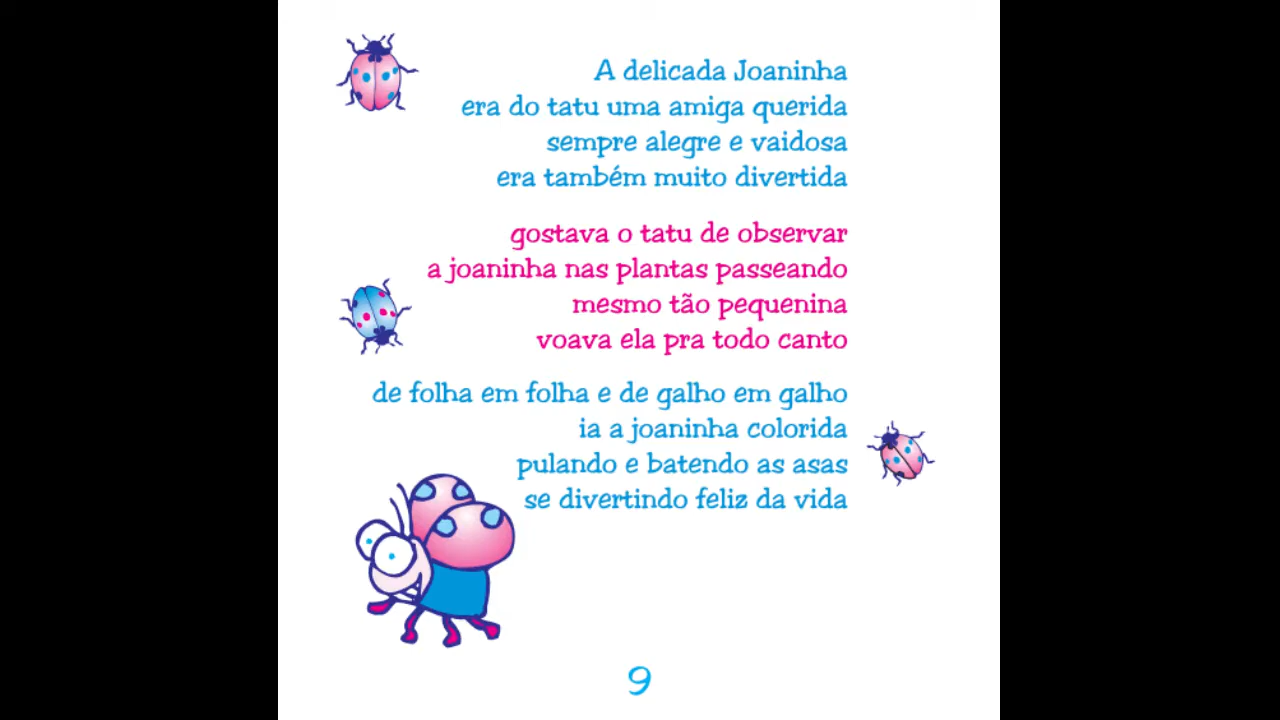 A delicada Joaninha
era do tatu uma amiga querida
sempre alegre e vaidosa
era também muito divertida
gostava o tatu de observar
a joaninha nas plantas passeando
mesmo tão pequenina
voava ela pra todo canto
de folha em folha e de galho em galho
ia a joaninha colorida
pulando e batendo as asas
se divertindo feliz da vida
9